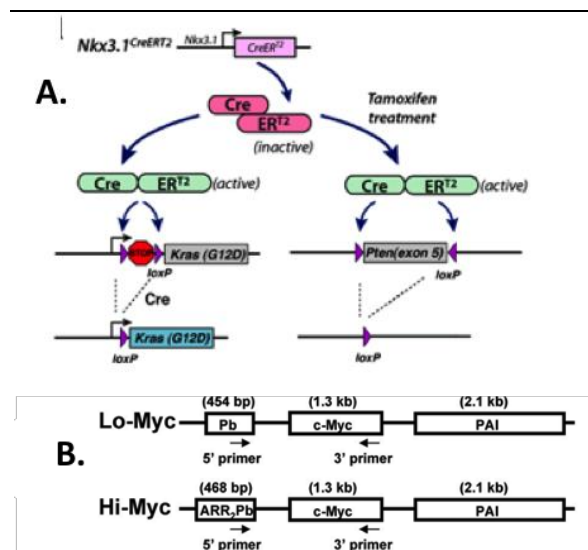 Nkx3.1CreERT2
Nkx3.1
CreERT2
A.
Cre
ERT2
(inactive)
Tamoxifen
treatment
Cre ERT2 (active)
Cre ERT2 (active)
STOP
Kras (G12D)
loxP
Pten(exon 5)
loxP
Cre
Kras (G12D)
loxP
loxP
B.
(454 bp) (1.3 kb) (2.1 kb)
Lo-Myc Pb c-Myc PAI
5' primer 3' primer
(468 bp) (1.3 kb) (2.1 kb)
Hi-Myc ARR2Pb c-Myc PAI
5' primer 3' primer